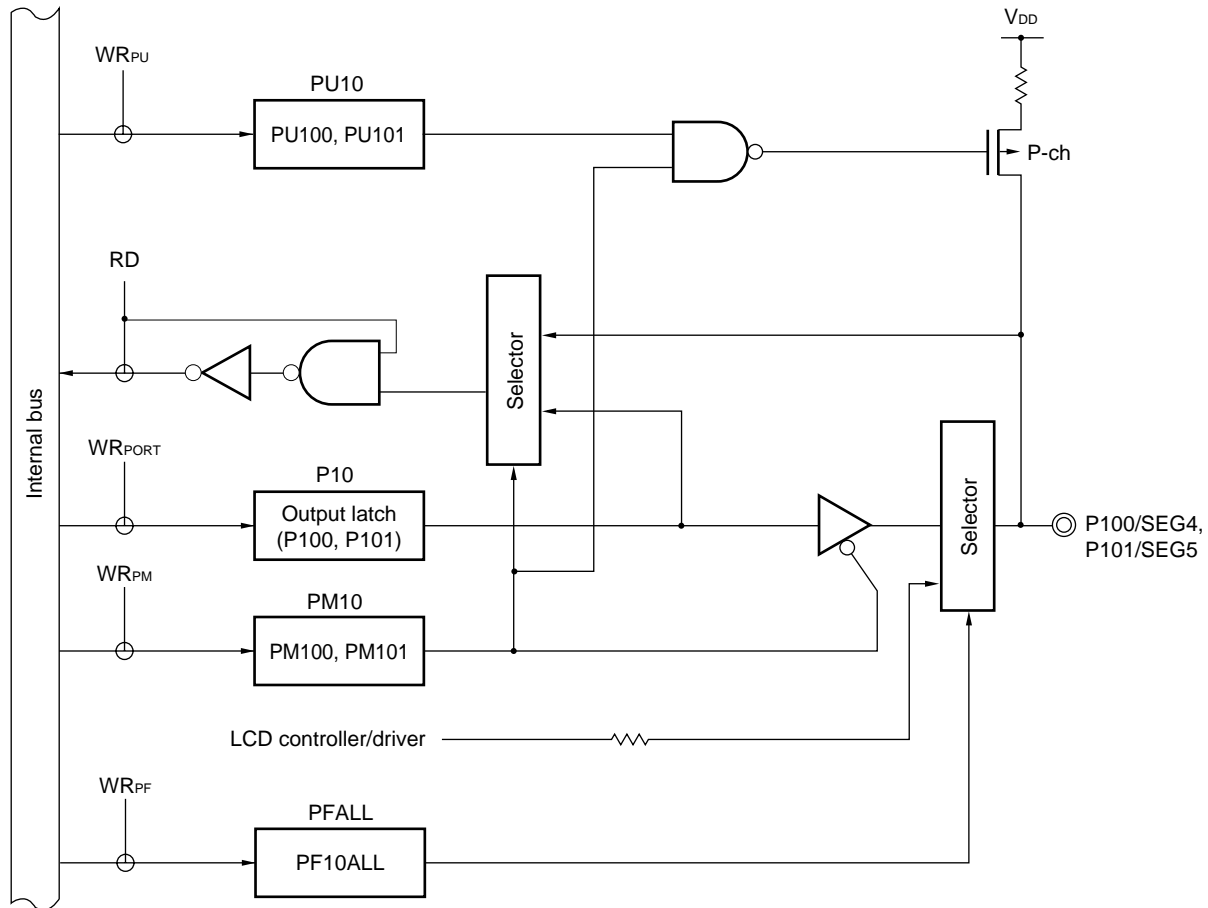 VDD
WRPU
PU10
PU100, PU101
P-ch
RD
Selector
Internal bus
WRPORT
P10
Output latch
(P100, P101)
Selector
P100/SEG4,
P101/SEG5
WRPM
PM10
PM100, PM101
LCD controller/driver
WRPF
PFALL
PF10ALL